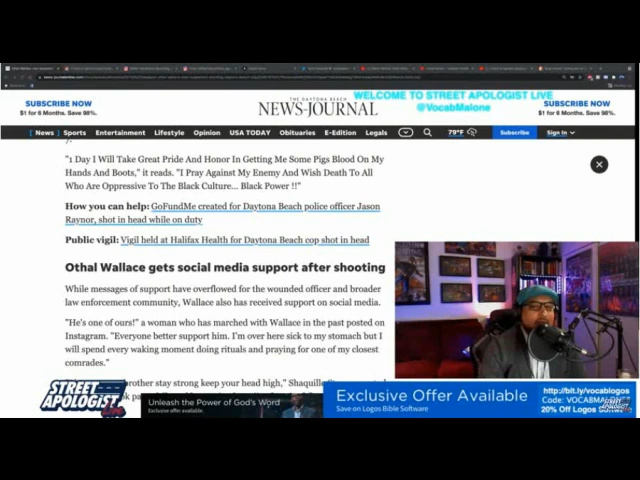 WELCOME TO STREET APOLOGIST LIVE
@VocabMalone
SUBSCRIBE NOW
$1 for 6 Months. Save 98%.
THE DAYTONA BEACH
NEWS-JOURNAL
SUBSCRIBE NOW
$1 for 6 Months. Save 98%.
News Sports Entertainment Lifestyle Opinion USA TODAY Obituaries E-Edition Legals 79°F Subscribe Sign In
"1 Day I Will Take Great Pride And Honor In Getting Me Some Pigs Blood On My
Hands And Boots," it reads. "I Pray Against My Enemy And Wish Death To All
Who Are Oppressive To The Black Culture... Black Power !!"
How you can help: GoFundMe created for Daytona Beach police officer Jason
Raynor, shot in head while on duty
Public vigil: Vigil held at Halifax Health for Daytona Beach cop shot in head
Othal Wallace gets social media support after shooting
While messages of support have overflowed for the wounded officer and broader
law enforcement community, Wallace also has received support on social media.
"He's one of ours!" a woman who has marched with Wallace in the past posted on
Instagram. "Everyone better support him. I'm over here sick to my stomach but I
will spend every waking moment doing rituals and praying for one of my closest
comrades."
brother stay strong keep your head high,"
STREET
APOLOGIST
LIVE
Unleash the Power of God's Word
Exclusive offer available.
Exclusive Offer Available
Save on Logos Bible Software
http://bit.ly/vocablogos
Code: VOCABMALONE
20% Off Logos Software